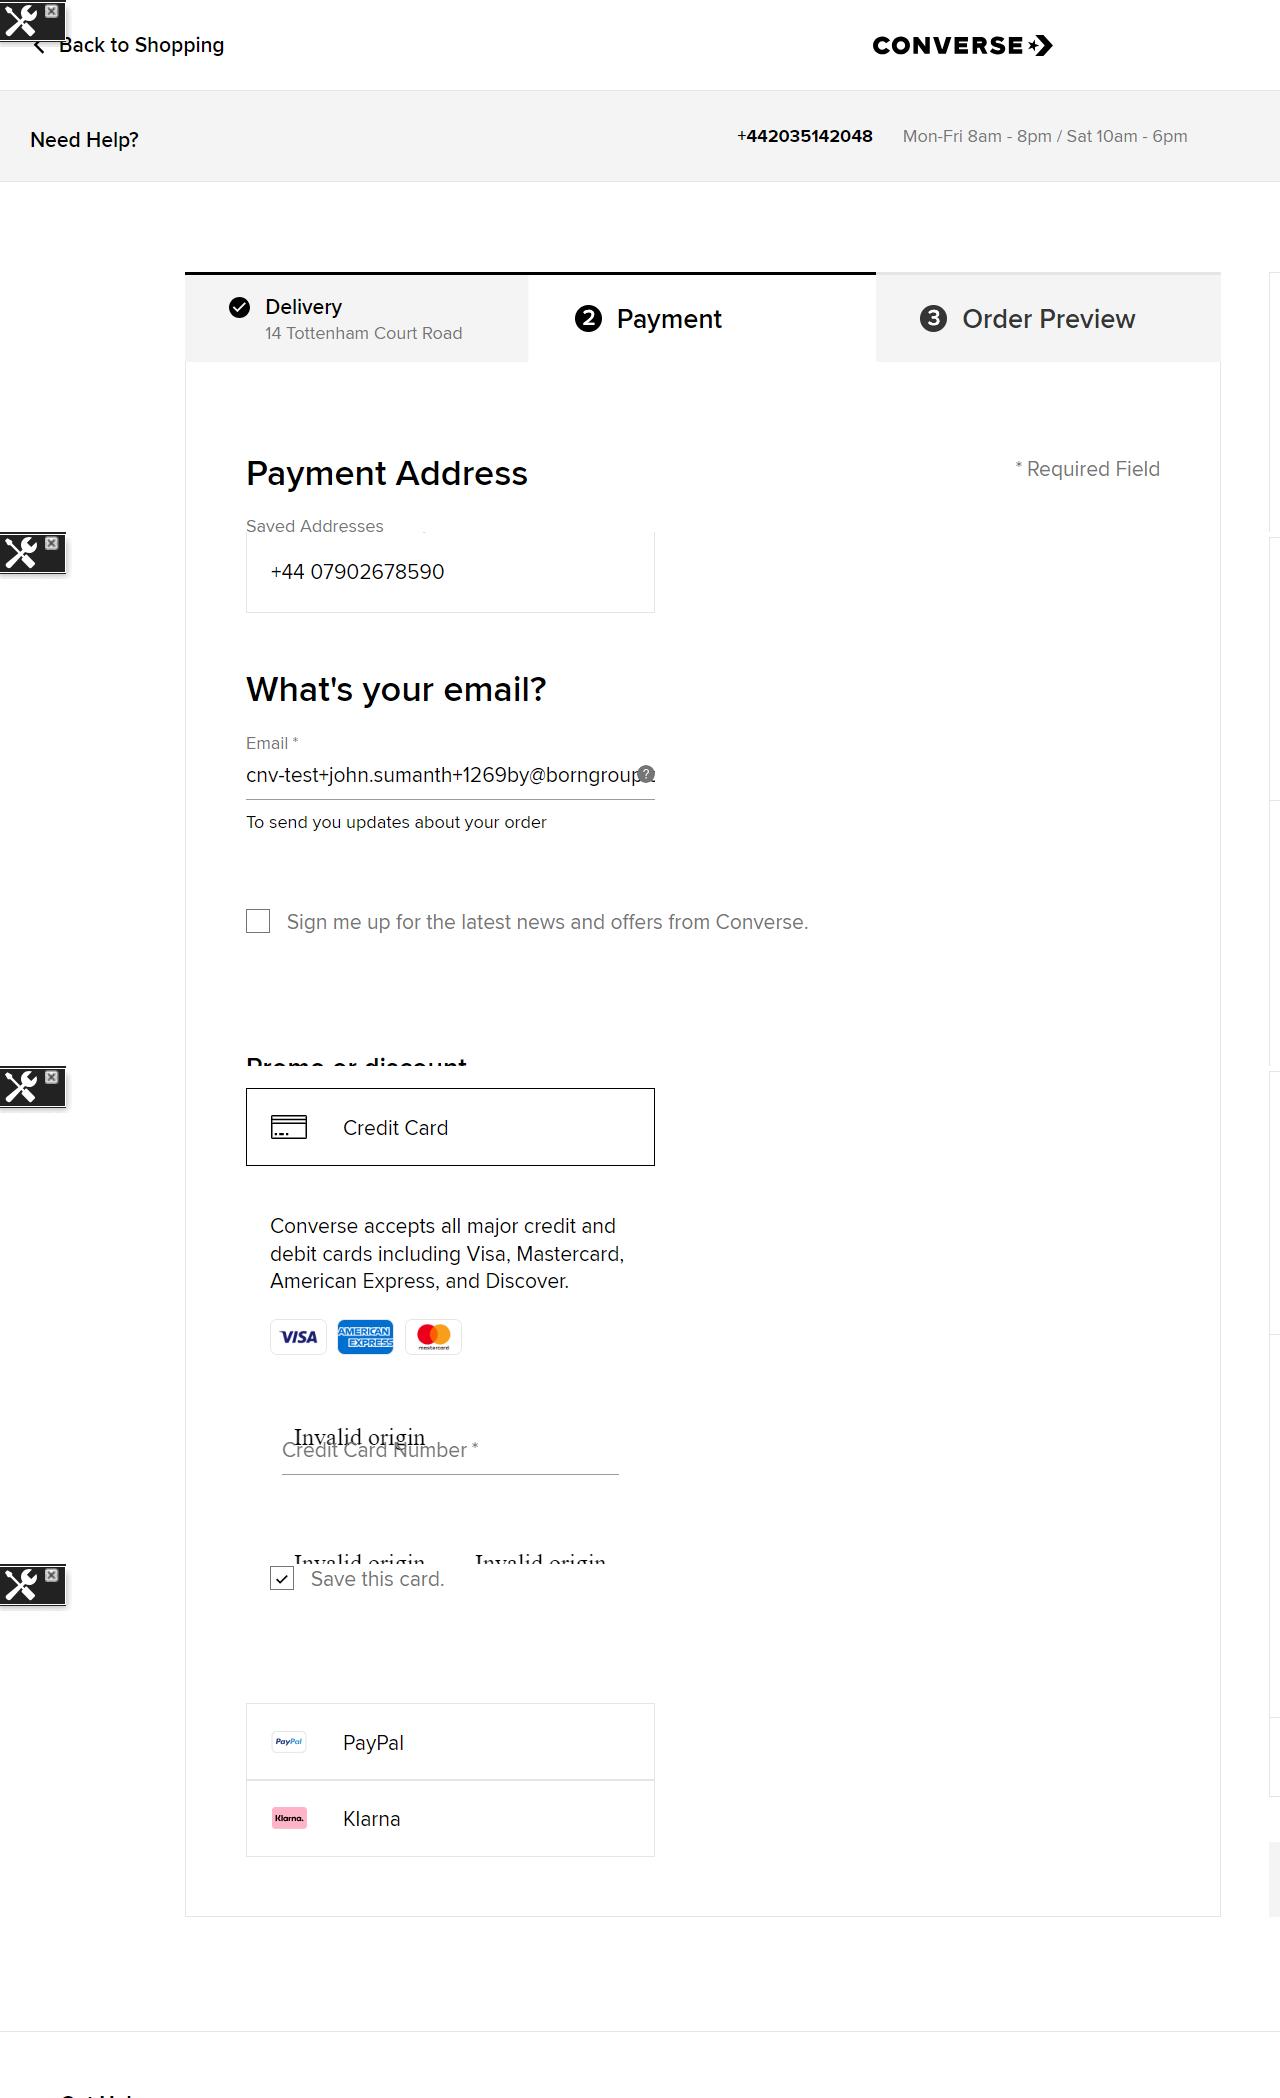 Back to Shopping
CONVERSE
Need Help?
+442035142048 Mon-Fri 8am - 8pm / Sat 10am - 6pm
Delivery
14 Tottenham Court Road
2 Payment
3 Order Preview
Payment Address
* Required Field
Saved Addresses
+44 07902678590
What's your email?
Email *
cnv-test+john.sumanth+1269by@borngroup
?
To send you updates about your order
Sign me up for the latest news and offers from Converse.
Promo or discount
Credit Card
Converse accepts all major credit and
debit cards including Visa, Mastercard,
American Express, and Discover.
VISA AMERICAN EXPRESS mastercard
Invalid origin
Credit Card Number *
Invalid origin Invalid origin
Save this card.
PayPal PayPal
Klarna. Klarna